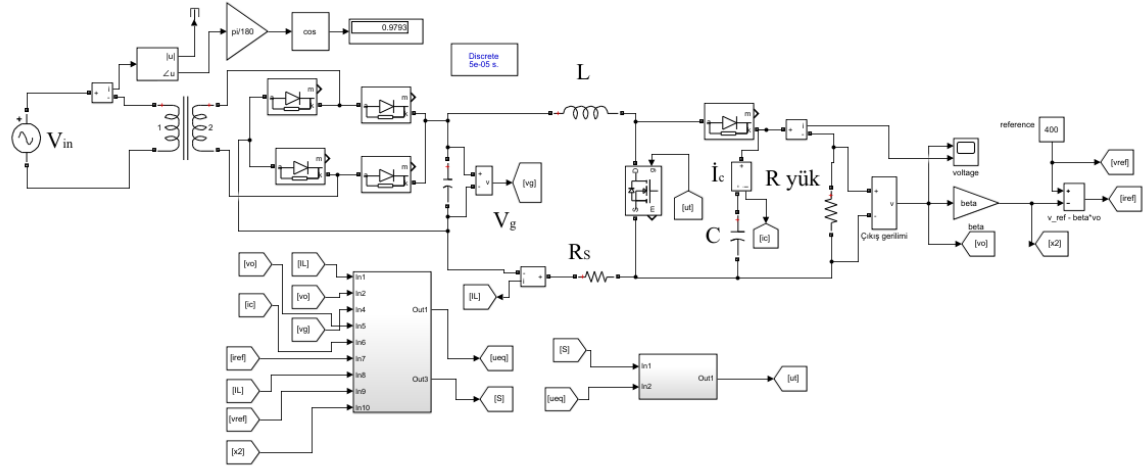 |u|
∠u
pi/180
cos
0.9793
Discrete
5e-05 s.
i
+
-
Vin
1
2
a
m
k
a
m
k
a
m
k
a
m
k
+
v
-
[vg]
Vg
L
D
g
S
E
[ut]
a
m
k
+
i
-
İc
+
i
-
[ic]
C
R yük
voltage
reference
400
[vref]
[iref]
v_ref - beta*vo
+
v
-
Çıkış gerilimi
beta
beta
[vo]
[x2]
RS
-
i
+
[IL]
[vo]
[IL]
[ic]
[vo]
[vg]
[iref]
[IL]
[vref]
[x2]
In1
In2
In4
In5
In6
In7
In8
In9
In10
Out1
Out3
[ueq]
[S]
[S]
[ueq]
In1
In2
Out1
[ut]